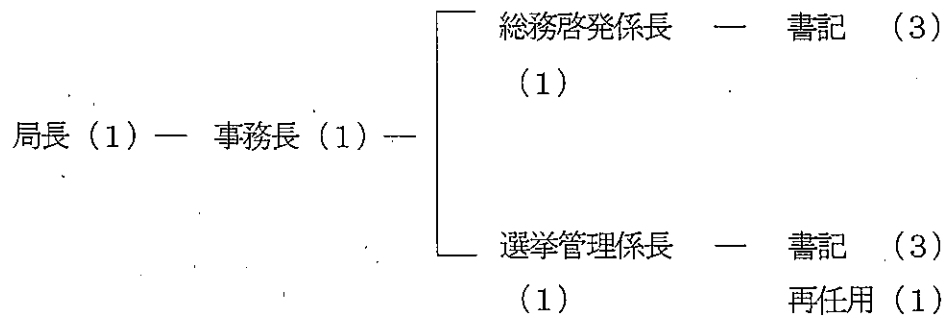 総務啓発係長 ― 書記 (3)
(1)
局長 (1) ― 事務長 (1) ―
選挙管理係長 ― 書記 (3)
(1) 再任用 (1)